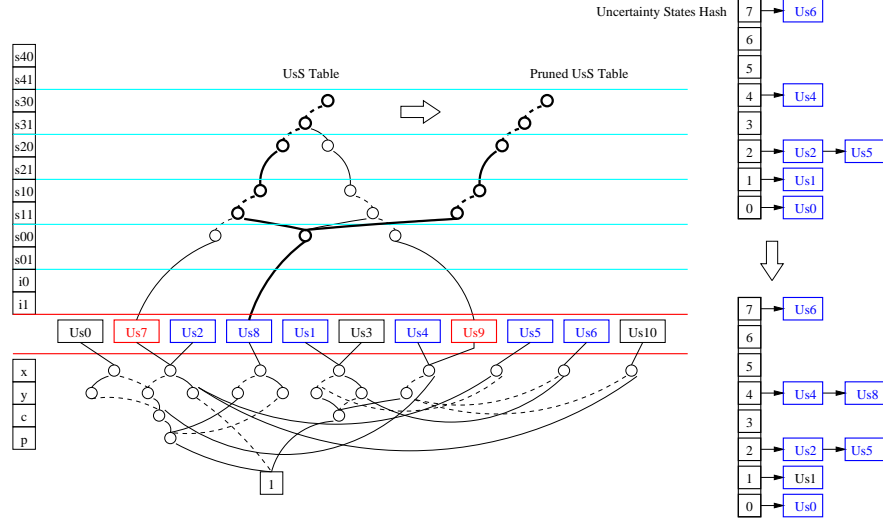 Uncertainty States Hash
7 Us6
6
5
4 Us4
3
2 Us2 Us5
1 Us1
0 Us0
UsS Table
Pruned UsS Table
s40
s41
s30
s31
s20
s21
s10
s11
s00
s01
i0
i1
Us0 Us7 Us2 Us8 Us1 Us3 Us4 Us9 Us5 Us6 Us10
x
y
c
p
1
7 Us6
6
5
4 Us4 Us8
3
2 Us2 Us5
1 Us1
0 Us0